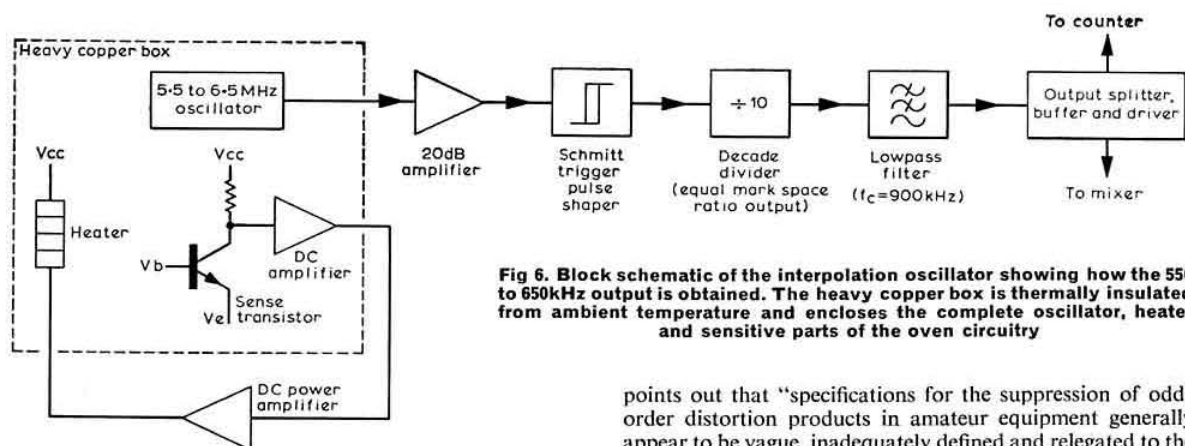 To counter
Heavy copper box
5·5 to 6·5 MHz
oscillator
÷ 10
Output splitter,
buffer and driver
20dB
amplifier
Schmitt
trigger
pulse
shaper
Decade
divider
(equal mark space
ratio output)
Lowpass
filter
(fc=900kHz)
To mixer
Vcc
Vcc
Heater
DC
amplifier
Vb
Sense
transistor
Ve
DC power
amplifier
Fig 6. Block schematic of the interpolation oscillator showing how the 550
to 650kHz output is obtained. The heavy copper box is thermally insulated
from ambient temperature and encloses the complete oscillator, heate
and sensitive parts of the oven circuitry
points out that “specifications for the suppression of odd
order distortion products in amateur equipment generally
appear to be vague, inadequately defined and relegated to th